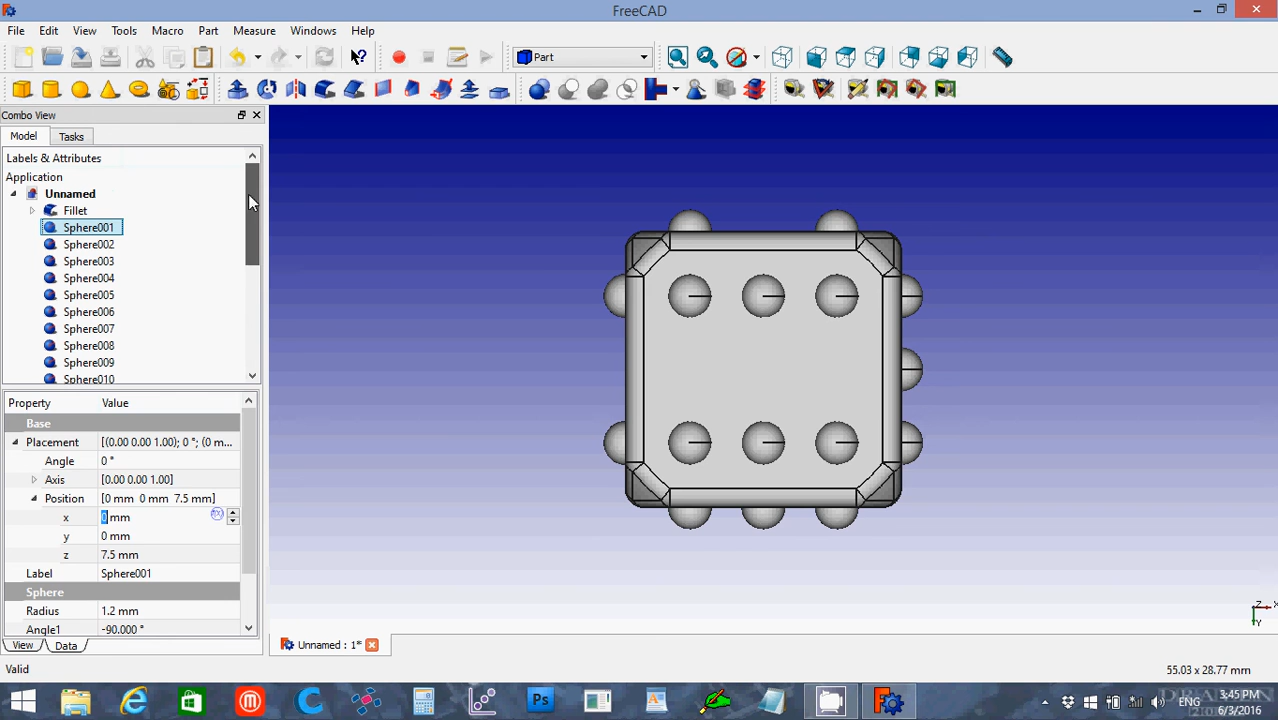 FreeCAD
File Edit View Tools Macro Part Measure Windows Help
Part
Combo View
Model Tasks
Labels & Attributes
Application
Unnamed
Fillet
Sphere001
Sphere002
Sphere003
Sphere004
Sphere005
Sphere006
Sphere007
Sphere008
Sphere009
Sphere010
Property Value
Base
Placement [(0.00 0.00 1.00); 0 °; (0 m...
Angle 0 °
Axis [0.00 0.00 1.00]
Position [0 mm 0 mm 7.5 mm]
x 0 mm
y 0 mm
z 7.5 mm
Label Sphere001
Sphere
Radius 1.2 mm
Angle1 -90.000 °
View Data
Z X
Y
Unnamed : 1*
Valid 55.03 x 28.77 mm
Ps ENG 3:45 PM
6/3/2016